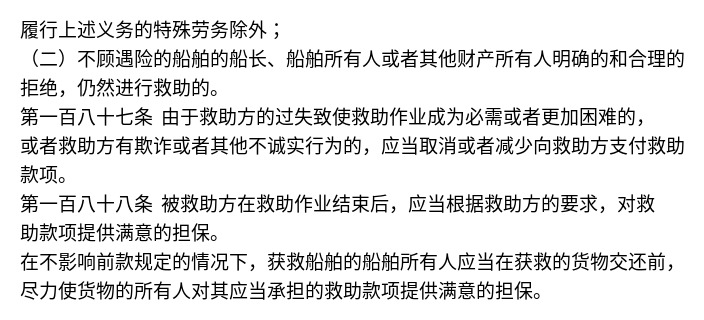 履行上述义务的特殊劳务除外；
（二）不顾遇险的船舶的船长、船舶所有人或者其他财产所有人明确的和合理的
拒绝，仍然进行救助的。
第一百八十七条 由于救助方的过失致使救助作业成为必需或者更加困难的，
或者救助方有欺诈或者其他不诚实行为的，应当取消或者减少向救助方支付救助
款项。
第一百八十八条 被救助方在救助作业结束后，应当根据救助方的要求，对救
助款项提供满意的担保。
在不影响前款规定的情况下，获救船舶的船舶所有人应当在获救的货物交还前，
尽力使货物的所有人对其应当承担的救助款项提供满意的担保。